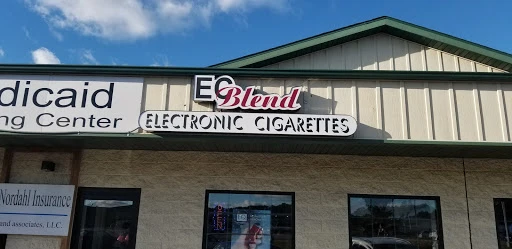 dicaid
ng Center
EC Blend
ELECTRONIC CIGARETTES
Nordahl Insurance
and associates, LLC.